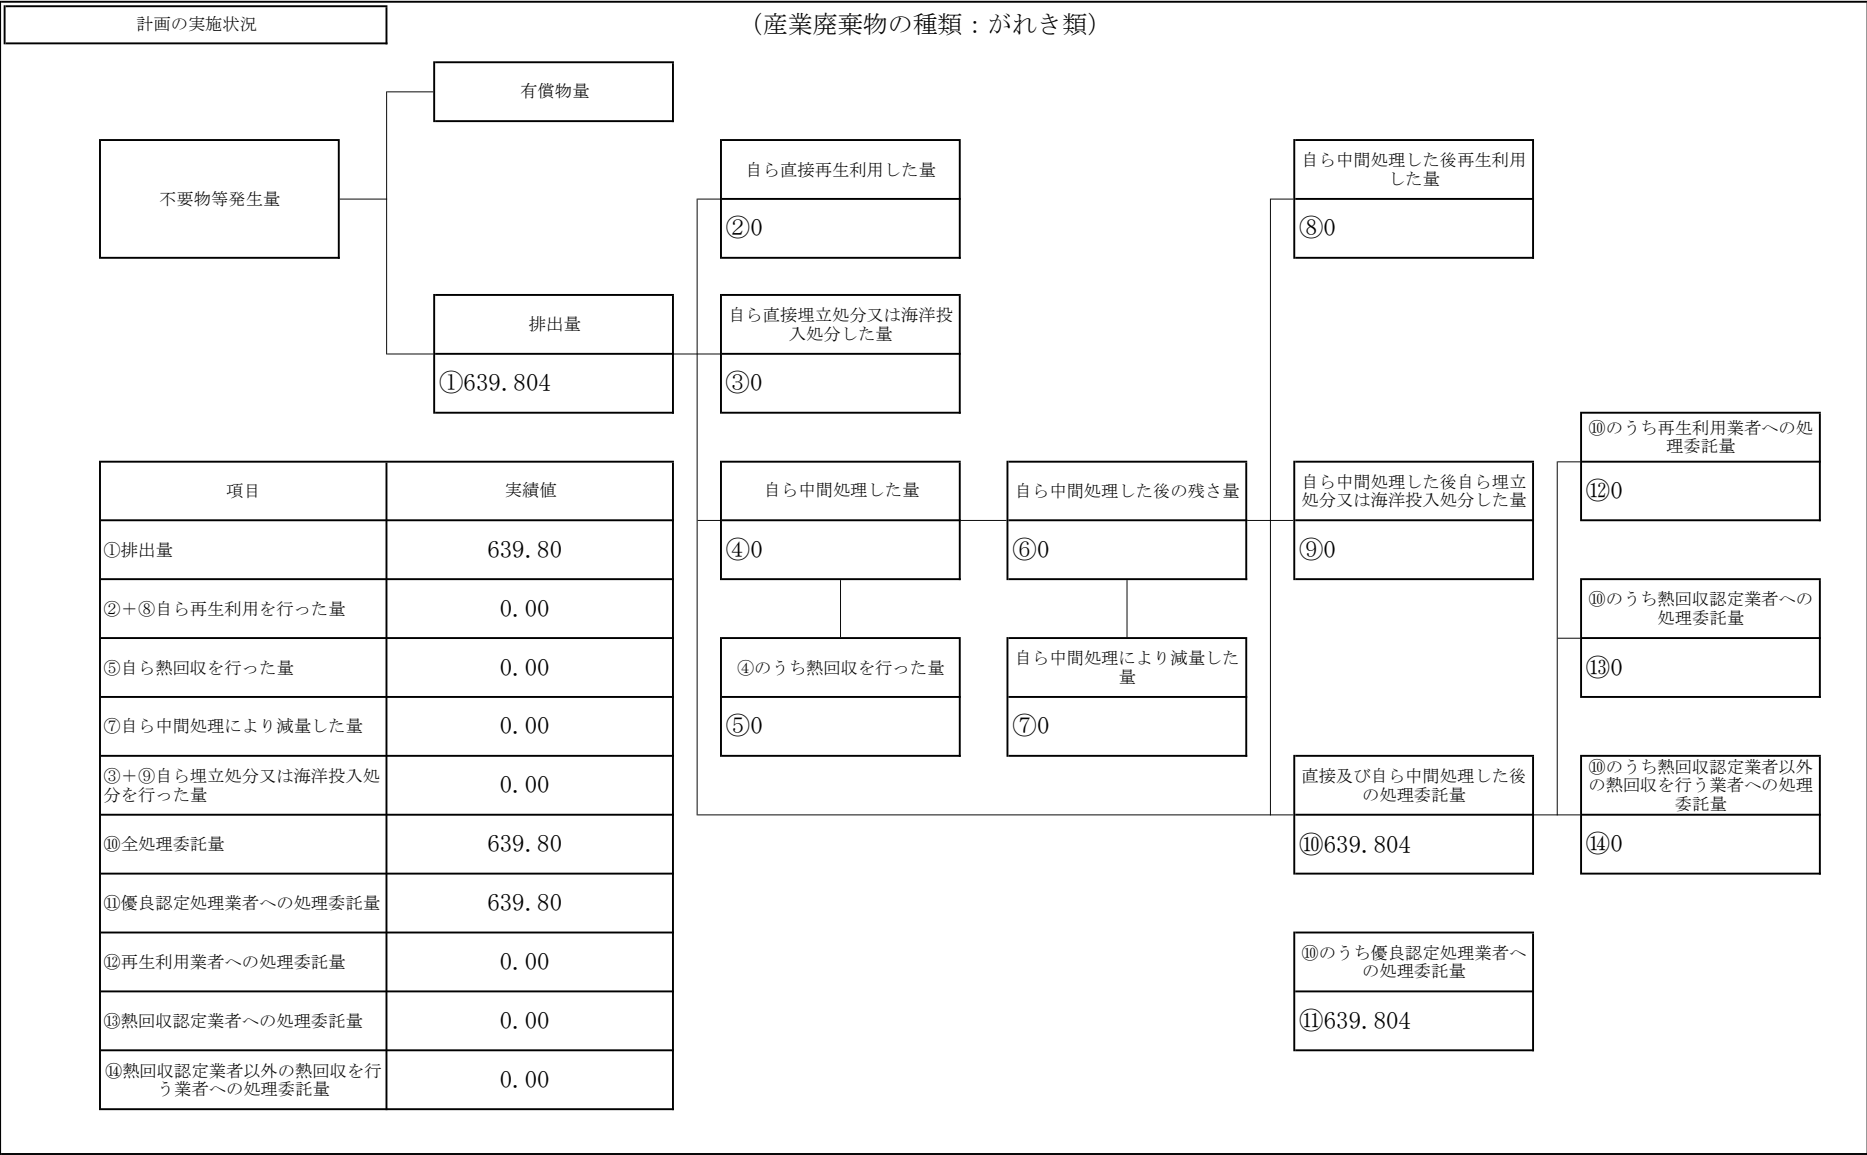 計画の実施状況
（産業廃棄物の種類：がれき類）
有償物量
不要物等発生量
自ら直接再生利用した量
②0
自ら中間処理した後再生利用
した量
⑧0
排出量
①639.804
自ら直接埋立処分又は海洋投
入処分した量
③0
⑩のうち再生利用業者への処
理委託量
⑫0
自ら中間処理した量
④0
自ら中間処理した後の残さ量
⑥0
自ら中間処理した後自ら埋立
処分又は海洋投入処分した量
⑨0
⑩のうち熱回収認定業者への
処理委託量
⑬0
④のうち熱回収を行った量
⑤0
自ら中間処理により減量した
量
⑦0
直接及び自ら中間処理した後
の処理委託量
⑩639.804
⑩のうち熱回収認定業者以外
の熱回収を行う業者への処理
委託量
⑭0
⑩のうち優良認定処理業者へ
の処理委託量
⑪639.804
項目 実績値
①排出量 639.80
②＋⑧自ら再生利用を行った量 0.00
⑤自ら熱回収を行った量 0.00
⑦自ら中間処理により減量した量 0.00
③＋⑨自ら埋立処分又は海洋投入処
分を行った量 0.00
⑩全処理委託量 639.80
⑪優良認定処理業者への処理委託量 639.80
⑫再生利用業者への処理委託量 0.00
⑬熱回収認定業者への処理委託量 0.00
⑭熱回収認定業者以外の熱回収を行
う業者への処理委託量 0.00